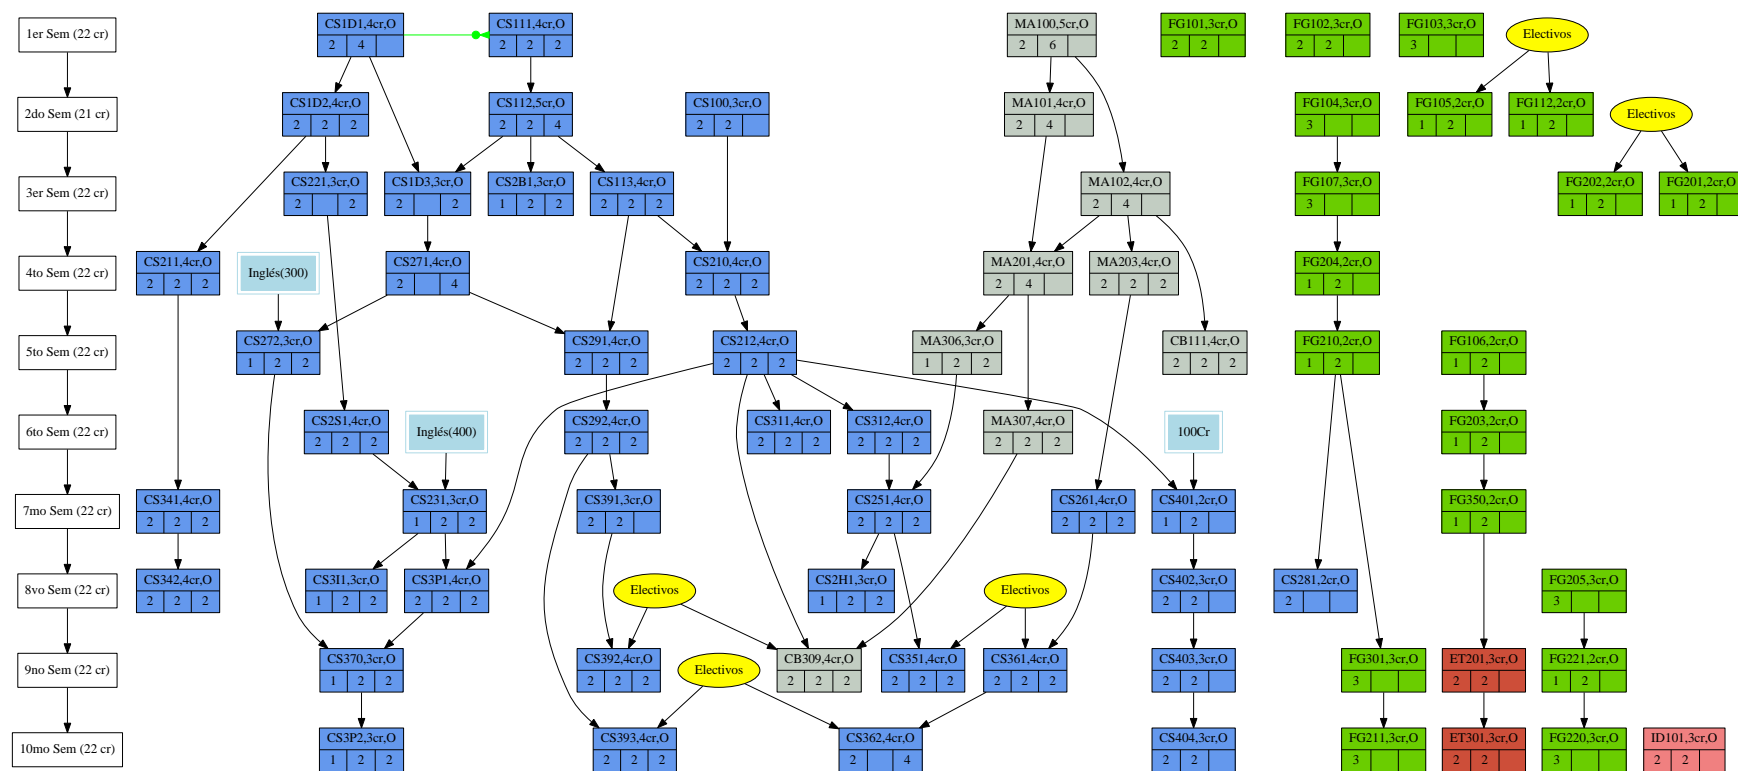 1er Sem (22 cr)
CS1D1,4cr,O
2 4
CS111,4cr,O
2 2 2
MA100,5cr,O
2 6
FG101,3cr,O
2 2
FG102,3cr,O
2 2
FG103,3cr,O
3
Electivos
2do Sem (21 cr)
CS1D2,4cr,O
2 2 2
CS112,5cr,O
2 2 4
CS100,3cr,O
2 2
MA101,4cr,O
2 4
FG104,3cr,O
3
FG105,2cr,O
1 2
FG112,2cr,O
1 2
Electivos
3er Sem (22 cr)
CS221,3cr,O
2 2
CS1D3,3cr,O
2 2
CS2B1,3cr,O
1 2 2
CS113,4cr,O
2 2 2
MA102,4cr,O
2 4
FG107,3cr,O
3
FG202,2cr,O
1 2
FG201,2cr,O
1 2
4to Sem (22 cr)
CS211,4cr,O
2 2 2
Inglés(300)
CS271,4cr,O
2 4
CS210,4cr,O
2 2 2
MA201,4cr,O
2 4
MA203,4cr,O
2 2 2
FG204,2cr,O
1 2
5to Sem (22 cr)
CS272,3cr,O
1 2 2
CS291,4cr,O
2 2 2
CS212,4cr,O
2 2 2
MA306,3cr,O
1 2 2
CB111,4cr,O
2 2 2
FG210,2cr,O
1 2
FG106,2cr,O
1 2
6to Sem (22 cr)
CS2S1,4cr,O
2 2 2
Inglés(400)
CS292,4cr,O
2 2 2
CS311,4cr,O
2 2 2
CS312,4cr,O
2 2 2
MA307,4cr,O
2 2 2
100Cr
FG203,2cr,O
1 2
7mo Sem (22 cr)
CS341,4cr,O
2 2 2
CS231,3cr,O
1 2 2
CS391,3cr,O
2 2
CS251,4cr,O
2 2 2
CS261,4cr,O
2 2 2
CS401,2cr,O
1 2
FG350,2cr,O
1 2
8vo Sem (22 cr)
CS342,4cr,O
2 2 2
CS3I1,3cr,O
1 2 2
CS3P1,4cr,O
2 2 2
Electivos
CS2H1,3cr,O
1 2 2
Electivos
CS402,3cr,O
2 2
CS281,2cr,O
2
FG205,3cr,O
3
9no Sem (22 cr)
CS370,3cr,O
1 2 2
CS392,4cr,O
2 2 2
Electivos
CB309,4cr,O
2 2 2
CS351,4cr,O
2 2 2
CS361,4cr,O
2 2 2
CS403,3cr,O
2 2
FG301,3cr,O
3
ET201,3cr,O
2 2
FG221,2cr,O
1 2
10mo Sem (22 cr)
CS3P2,3cr,O
1 2 2
CS393,4cr,O
2 2 2
CS362,4cr,O
2 4
CS404,3cr,O
2 2
FG211,3cr,O
3
ET301,3cr,O
2 2
FG220,3cr,O
3
ID101,3cr,O
2 2